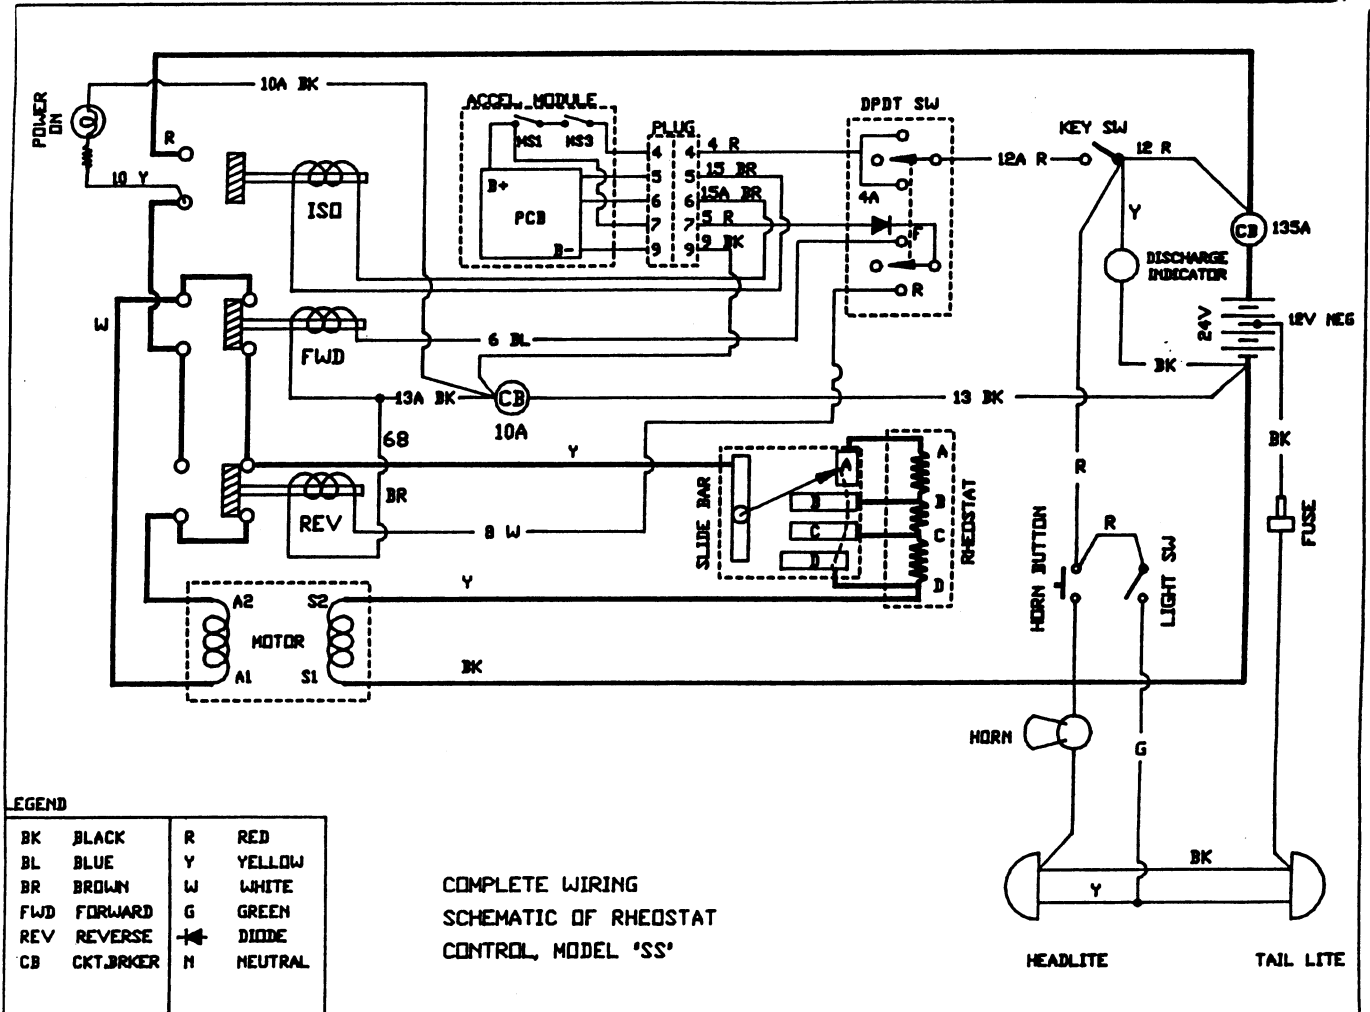 10A BK
POWER
ON
R
10 Y
ISO
ACCEL. MODULE
MS1
MS3
B+
PCB
B-
PLUG
4 4
5 5
6 6
7 7
9 9
4 R
15 BR
15A BR
5 R
9 BK
DPDT SW
4A
F
R
12A R
KEY SW
12 R
Y
CB
135A
DISCHARGE
INDICATOR
24V
12V NEG
W
FWD
6 BL
BK
13A BK
CB
10A
13 BK
BK
68
BR
REV
8 W
Y
SLIDE BAR
A
B
C
D
A
B
C
D
RHEOSTAT
R
R
FUSE
HORN BUTTON
LIGHT SW
Y
A2
S2
MOTOR
A1
S1
BK
HORN
G
BK
Y
HEADLITE
TAIL LITE
LEGEND
BK BLACK R RED
BL BLUE Y YELLOW
BR BROWN W WHITE
FWD FORWARD G GREEN
REV REVERSE DIODE
CB CKT.BRKER N NEUTRAL
COMPLETE WIRING
SCHEMATIC OF RHEOSTAT
CONTROL, MODEL 'SS'